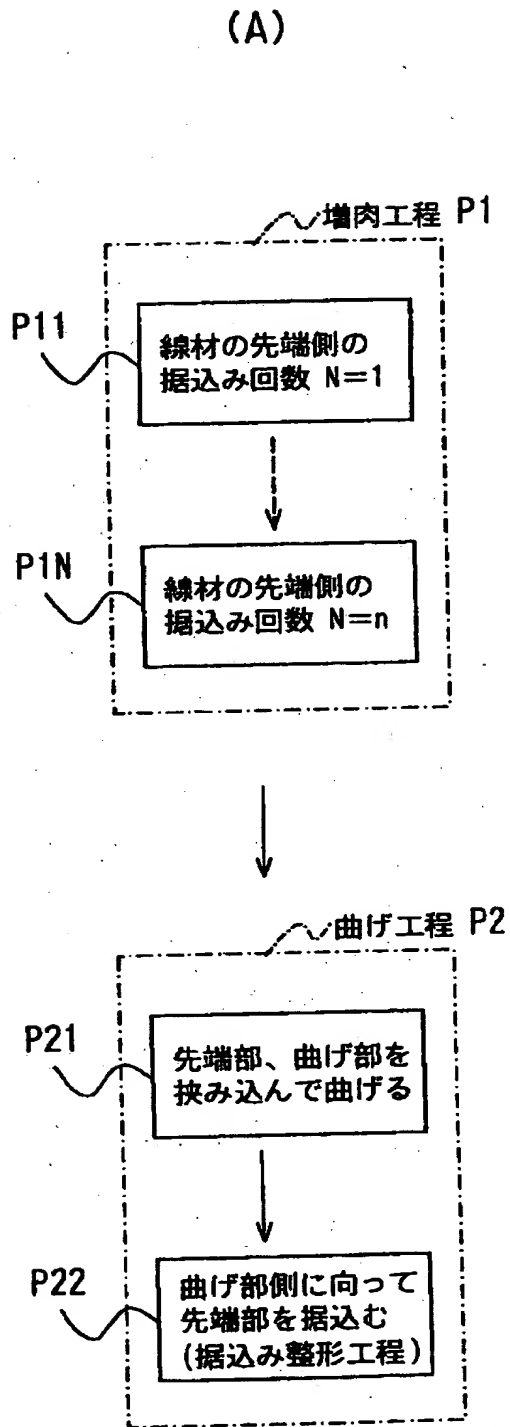 (A)
増肉工程 P1
P11
線材の先端側の
据込み回数 N=1
P1N
線材の先端側の
据込み回数 N=n
曲げ工程 P2
P21
先端部、曲げ部を
挟み込んで曲げる
P22
曲げ部側に向って
先端部を据込む
(据込み整形工程)